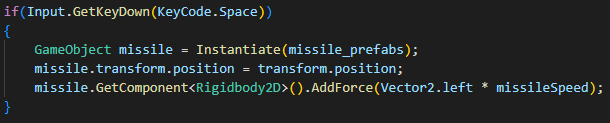 if(Input.GetKeyDown(KeyCode.Space))
{
    GameObject missile = Instantiate(missile_prefabs);
    missile.transform.position = transform.position;
    missile.GetComponent<Rigidbody2D>().AddForce(Vector2.left * missileSpeed);
}